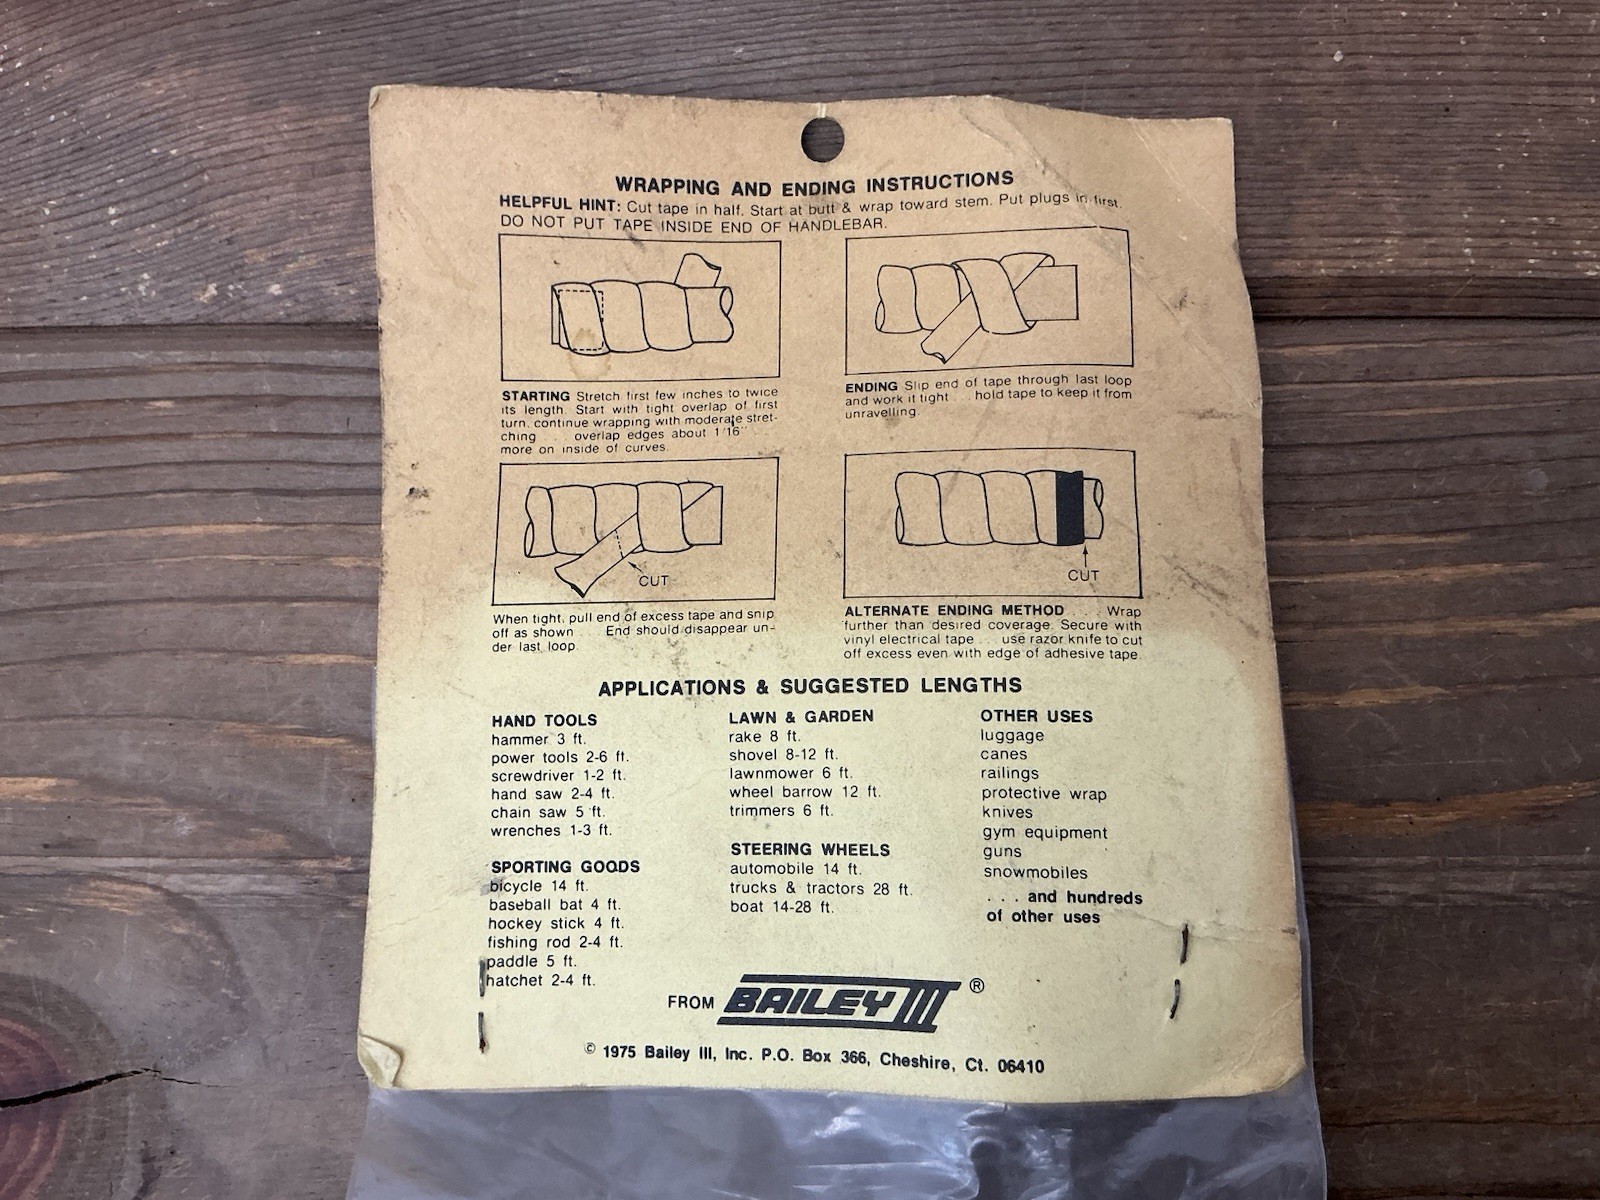 WRAPPING AND ENDING INSTRUCTIONS
HELPFUL HINT: Cut tape in half. Start at butt & wrap toward stem. Put plugs in first.
DO NOT PUT TAPE INSIDE END OF HANDLEBAR.
STARTING Stretch first few inches to twice
its length. Start with tight overlap of first
turn, continue wrapping with moderate stret-
ching . . . overlap edges about 1/16"
more on inside of curves.
ENDING Slip end of tape through last loop
and work it tight . . . hold tape to keep it from
unravelling.
CUT
When tight, pull end of excess tape and snip
off as shown . . . End should disappear un-
der last loop.
CUT
ALTERNATE ENDING METHOD . . . . Wrap
further than desired coverage. Secure with
vinyl electrical tape . . . use razor knife to cut
off excess even with edge of adhesive tape.
APPLICATIONS & SUGGESTED LENGTHS
HAND TOOLS
hammer 3 ft.
power tools 2-6 ft.
screwdriver 1-2 ft.
hand saw 2-4 ft.
chain saw 5 ft.
wrenches 1-3 ft.
SPORTING GOODS
bicycle 14 ft.
baseball bat 4 ft.
hockey stick 4 ft.
fishing rod 2-4 ft.
paddle 5 ft.
hatchet 2-4 ft.
LAWN & GARDEN
rake 8 ft.
shovel 8-12 ft.
lawnmower 6 ft.
wheel barrow 12 ft.
trimmers 6 ft.
STEERING WHEELS
automobile 14 ft.
trucks & tractors 28 ft.
boat 14-28 ft.
OTHER USES
luggage
canes
railings
protective wrap
knives
gym equipment
guns
snowmobiles
. . . and hundreds
of other uses
FROM BAILEY III ®
© 1975 Bailey III, Inc. P.O. Box 366, Cheshire, Ct. 06410